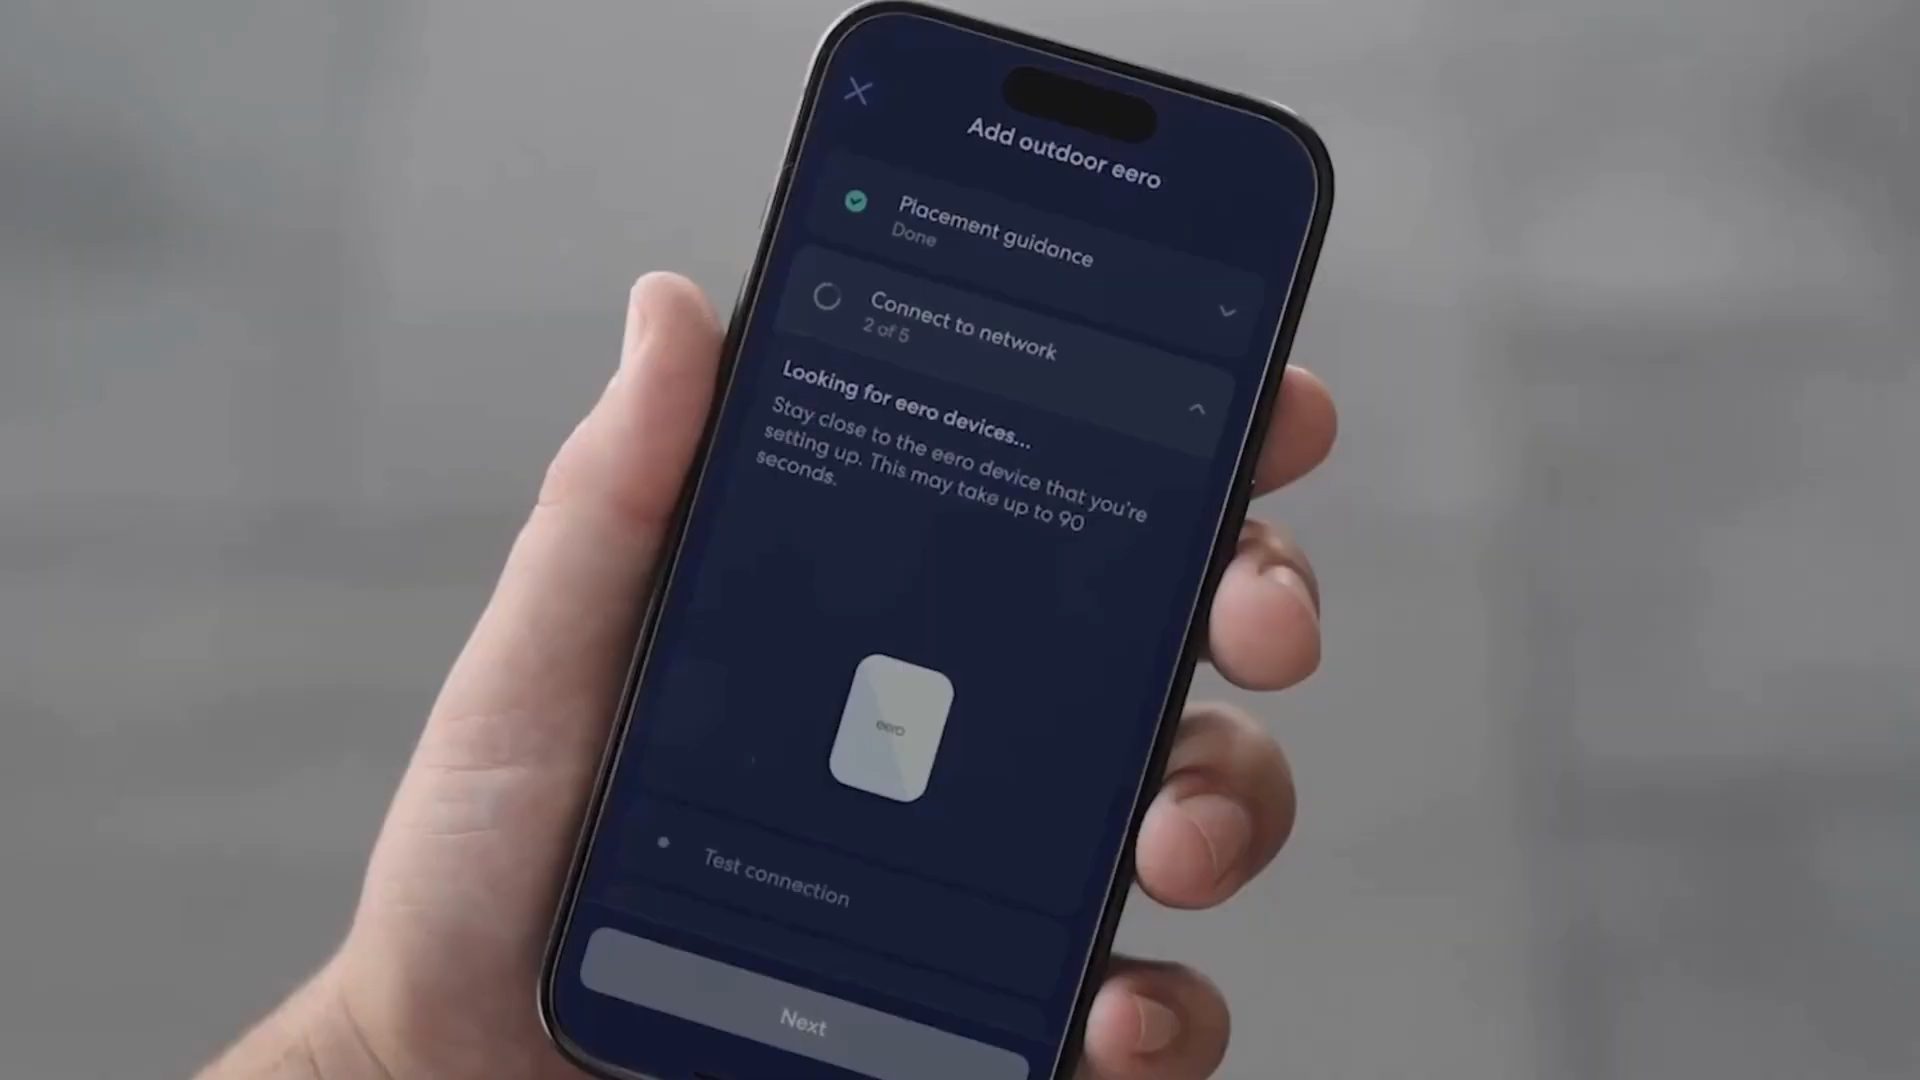 Add outdoor eero
Placement guidance
Done
Connect to network
2 of 5
Looking for eero devices...
Stay close to the eero device that you're
setting up. This may take up to 90
seconds.
eero
Test connection
Next